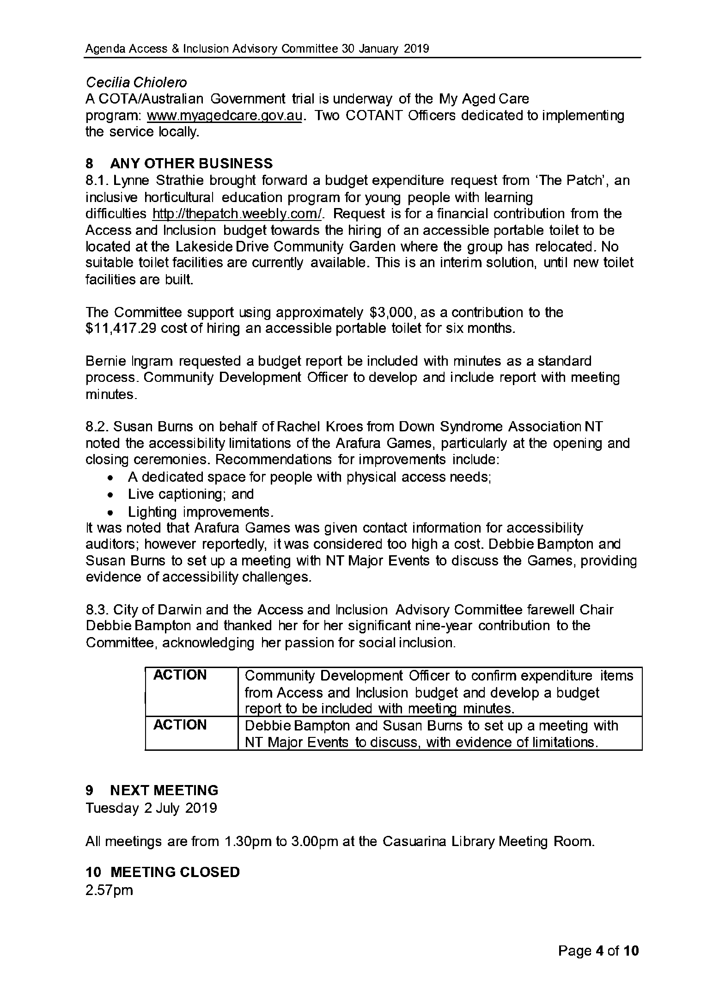 Agenda Access & Inclusion Advisory Committee 30 January 2019
Cecilia Chiolero
A COTA/Australian Government trial is underway of the My Aged Care
program: www.myagedcare.gov.au. Two COTANT Officers dedicated to implementing
the service locally.
8 ANY OTHER BUSINESS
8.1. Lynne Strathie brought forward a budget expenditure request from ‘The Patch’, an
inclusive horticultural education program for young people with learning
difficulties http://thepatch.weebly.com/. Request is for a financial contribution from the
Access and Inclusion budget towards the hiring of an accessible portable toilet to be
located at the Lakeside Drive Community Garden where the group has relocated. No
suitable toilet facilities are currently available. This is an interim solution, until new toilet
facilities are built.
The Committee support using approximately $3,000, as a contribution to the
$11,417.29 cost of hiring an accessible portable toilet for six months.
Bernie Ingram requested a budget report be included with minutes as a standard
process. Community Development Officer to develop and include report with meeting
minutes.
8.2. Susan Burns on behalf of Rachel Kroes from Down Syndrome Association NT
noted the accessibility limitations of the Arafura Games, particularly at the opening and
closing ceremonies. Recommendations for improvements include:
• A dedicated space for people with physical access needs;
• Live captioning; and
• Lighting improvements.
It was noted that Arafura Games was given contact information for accessibility
auditors; however reportedly, it was considered too high a cost. Debbie Bampton and
Susan Burns to set up a meeting with NT Major Events to discuss the Games, providing
evidence of accessibility challenges.
8.3. City of Darwin and the Access and Inclusion Advisory Committee farewell Chair
Debbie Bampton and thanked her for her significant nine-year contribution to the
Committee, acknowledging her passion for social inclusion.
ACTION Community Development Officer to confirm expenditure items
from Access and Inclusion budget and develop a budget
report to be included with meeting minutes.
ACTION Debbie Bampton and Susan Burns to set up a meeting with
NT Major Events to discuss, with evidence of limitations.
9 NEXT MEETING
Tuesday 2 July 2019
All meetings are from 1.30pm to 3.00pm at the Casuarina Library Meeting Room.
10 MEETING CLOSED
2.57pm
Page 4 of 10